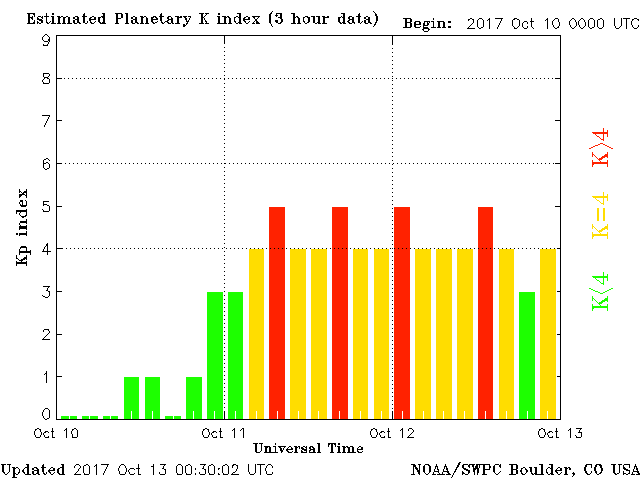 Estimated Planetary K index (3 hour data)
Begin: 2017 Oct 10 0000 UTC
9
8
7
6
5
4
3
2
1
0
Kp index
K>4
K=4
K<4
Oct 10
Oct 11
Oct 12
Oct 13
Universal Time
Updated 2017 Oct 13 00:30:02 UTC
NOAA/SWPC Boulder, CO USA